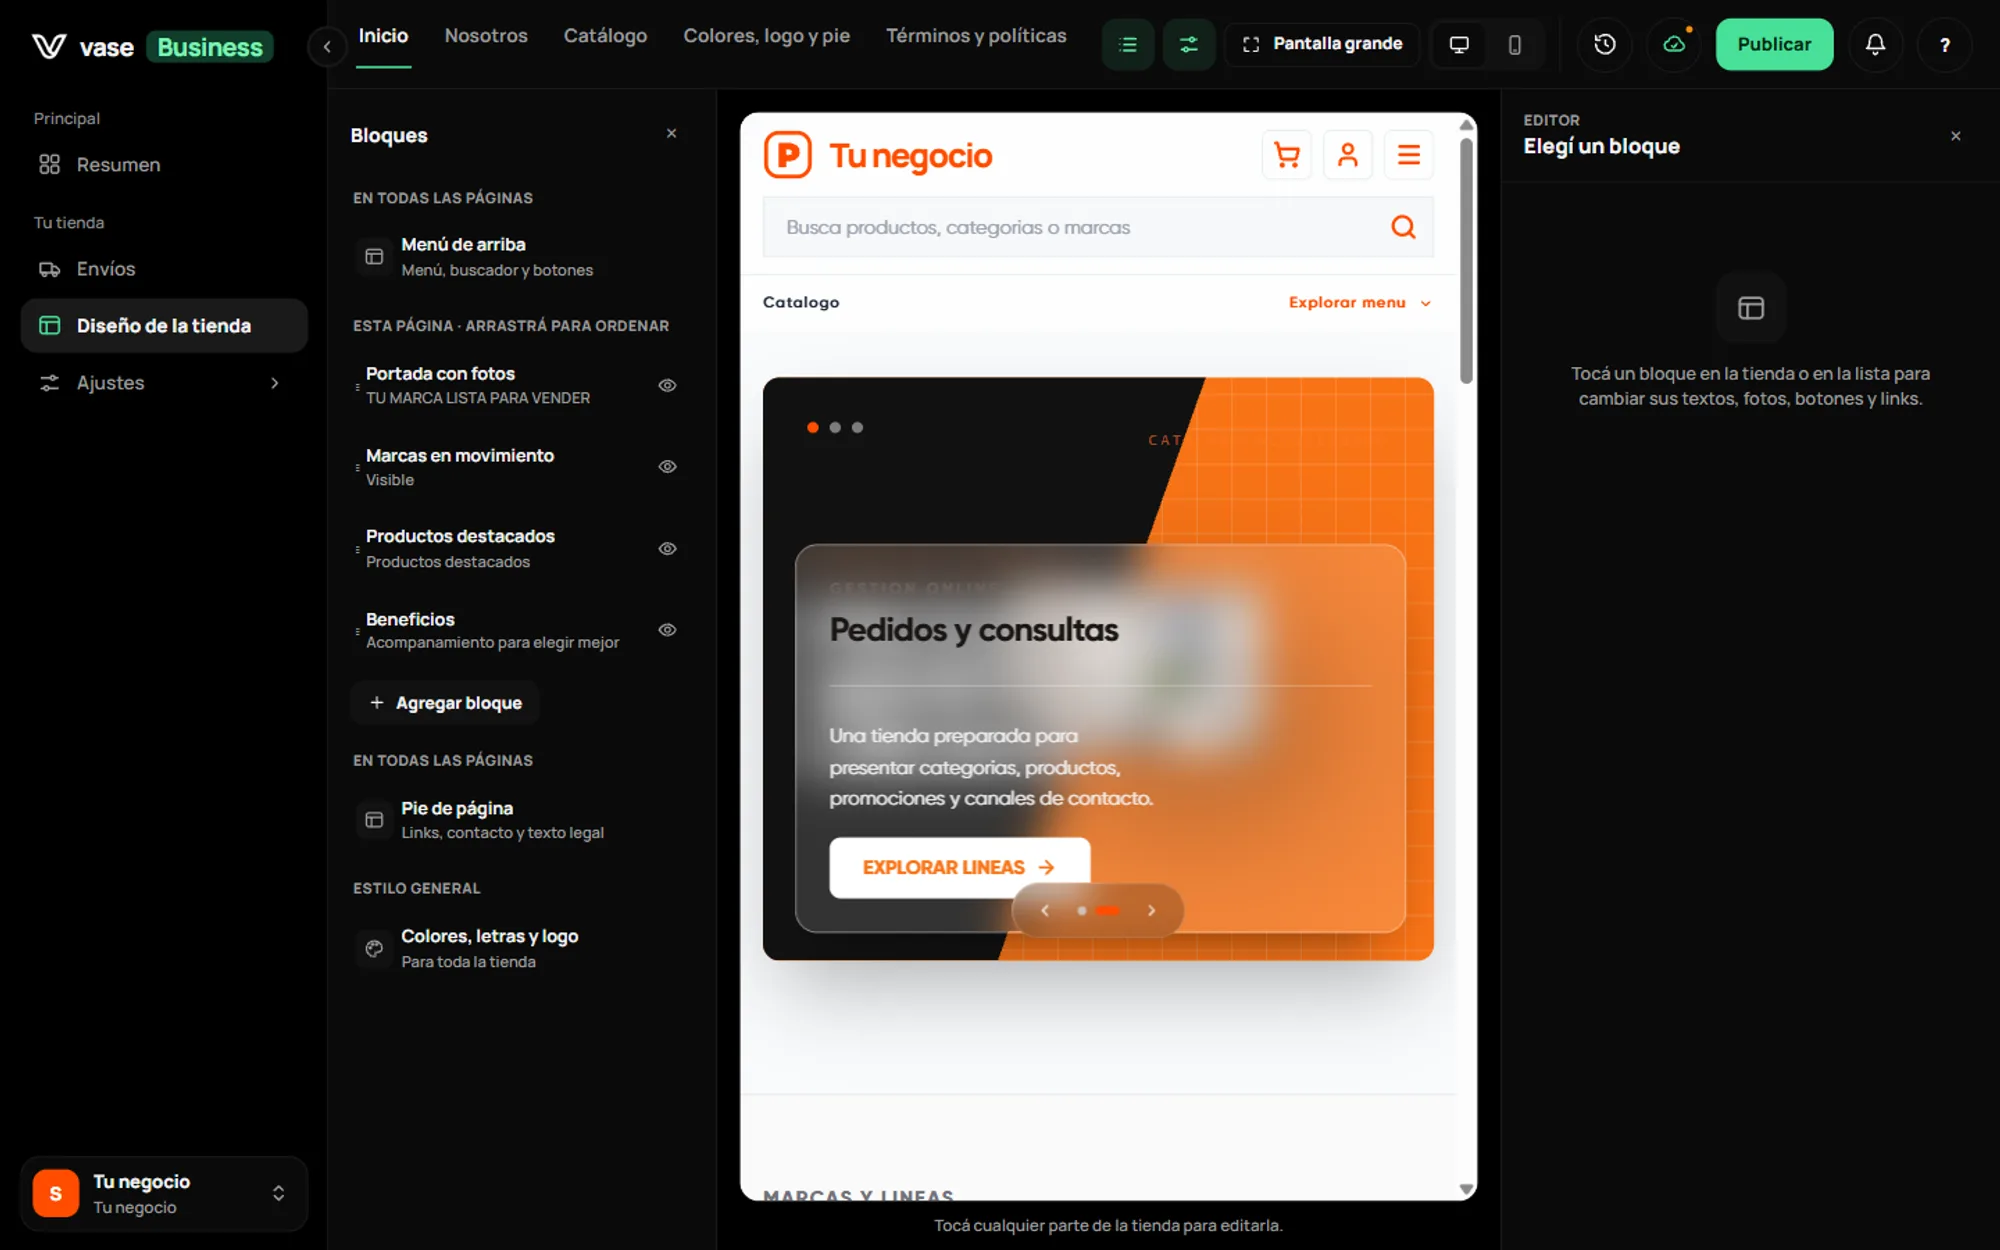 vase Business
Principal
Resumen
Tu tienda
Envíos
Diseño de la tienda
Ajustes
Tu negocio
Tu negocio
S
Inicio
Nosotros
Catálogo
Colores, logo y pie
Términos y políticas
Pantalla grande
Publicar
?
Bloques
EN TODAS LAS PÁGINAS
Menú de arriba
Menú, buscador y botones
ESTA PÁGINA · ARRASTRÁ PARA ORDENAR
Portada con fotos
TU MARCA LISTA PARA VENDER
Marcas en movimiento
Visible
Productos destacados
Productos destacados
Beneficios
Acompanamiento para elegir mejor
+ Agregar bloque
EN TODAS LAS PÁGINAS
Pie de página
Links, contacto y texto legal
ESTILO GENERAL
Colores, letras y logo
Para toda la tienda
P Tu negocio
Busca productos, categorias o marcas
Catalogo
Explorar menu
CAT
GESTION ONLINE
Pedidos y consultas
Una tienda preparada para
presentar categorias, productos,
promociones y canales de contacto.
EXPLORAR LINEAS →
MARCAS Y LINEAS
Tocá cualquier parte de la tienda para editarla.
EDITOR
Elegí un bloque
Tocá un bloque en la tienda o en la lista para
cambiar sus textos, fotos, botones y links.